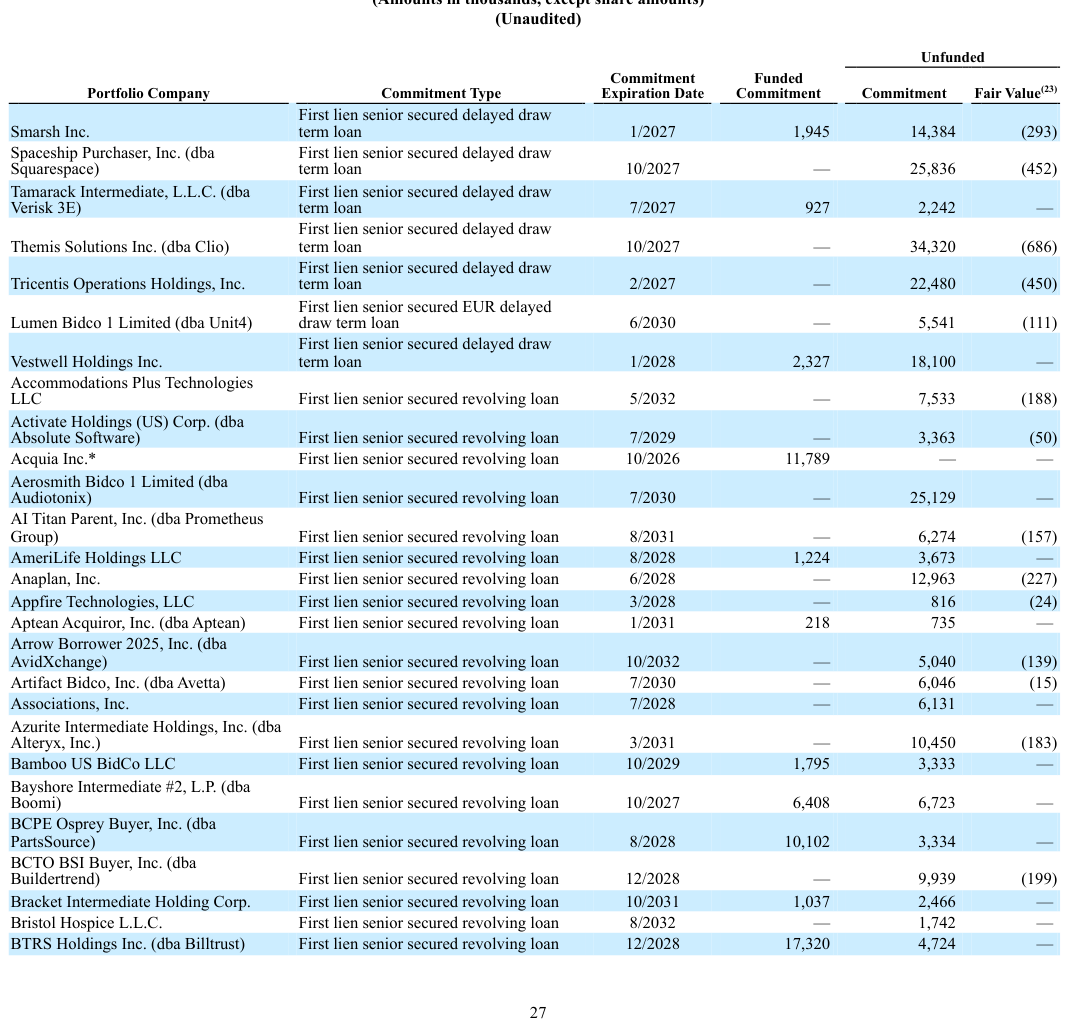 (Amounts in thousands, except share amounts)
(Unaudited)
Unfunded
Commitment Funded
Portfolio Company Commitment Type Expiration Date Commitment Commitment Fair Value(23)
First lien senior secured delayed draw
Smarsh Inc. term loan 1/2027 1,945 14,384 (293)
Spaceship Purchaser, Inc. (dba First lien senior secured delayed draw
Squarespace) term loan 10/2027 — 25,836 (452)
Tamarack Intermediate, L.L.C. (dba First lien senior secured delayed draw
Verisk 3E) term loan 7/2027 927 2,242 —
First lien senior secured delayed draw
Themis Solutions Inc. (dba Clio) term loan 10/2027 — 34,320 (686)
First lien senior secured delayed draw
Tricentis Operations Holdings, Inc. term loan 2/2027 — 22,480 (450)
First lien senior secured EUR delayed
Lumen Bidco 1 Limited (dba Unit4) draw term loan 6/2030 — 5,541 (111)
First lien senior secured delayed draw
Vestwell Holdings Inc. term loan 1/2028 2,327 18,100 —
Accommodations Plus Technologies
LLC First lien senior secured revolving loan 5/2032 — 7,533 (188)
Activate Holdings (US) Corp. (dba
Absolute Software) First lien senior secured revolving loan 7/2029 — 3,363 (50)
Acquia Inc.* First lien senior secured revolving loan 10/2026 11,789 — —
Aerosmith Bidco 1 Limited (dba
Audiotonix) First lien senior secured revolving loan 7/2030 — 25,129 —
AI Titan Parent, Inc. (dba Prometheus
Group) First lien senior secured revolving loan 8/2031 — 6,274 (157)
AmeriLife Holdings LLC First lien senior secured revolving loan 8/2028 1,224 3,673 —
Anaplan, Inc. First lien senior secured revolving loan 6/2028 — 12,963 (227)
Appfire Technologies, LLC First lien senior secured revolving loan 3/2028 — 816 (24)
Aptean Acquiror, Inc. (dba Aptean) First lien senior secured revolving loan 1/2031 218 735 —
Arrow Borrower 2025, Inc. (dba
AvidXchange) First lien senior secured revolving loan 10/2032 — 5,040 (139)
Artifact Bidco, Inc. (dba Avetta) First lien senior secured revolving loan 7/2030 — 6,046 (15)
Associations, Inc. First lien senior secured revolving loan 7/2028 — 6,131 —
Azurite Intermediate Holdings, Inc. (dba
Alteryx, Inc.) First lien senior secured revolving loan 3/2031 — 10,450 (183)
Bamboo US BidCo LLC First lien senior secured revolving loan 10/2029 1,795 3,333 —
Bayshore Intermediate #2, L.P. (dba
Boomi) First lien senior secured revolving loan 10/2027 6,408 6,723 —
BCPE Osprey Buyer, Inc. (dba
PartsSource) First lien senior secured revolving loan 8/2028 10,102 3,334 —
BCTO BSI Buyer, Inc. (dba
Buildertrend) First lien senior secured revolving loan 12/2028 — 9,939 (199)
Bracket Intermediate Holding Corp. First lien senior secured revolving loan 10/2031 1,037 2,466 —
Bristol Hospice L.L.C. First lien senior secured revolving loan 8/2032 — 1,742 —
BTRS Holdings Inc. (dba Billtrust) First lien senior secured revolving loan 12/2028 17,320 4,724 —
27